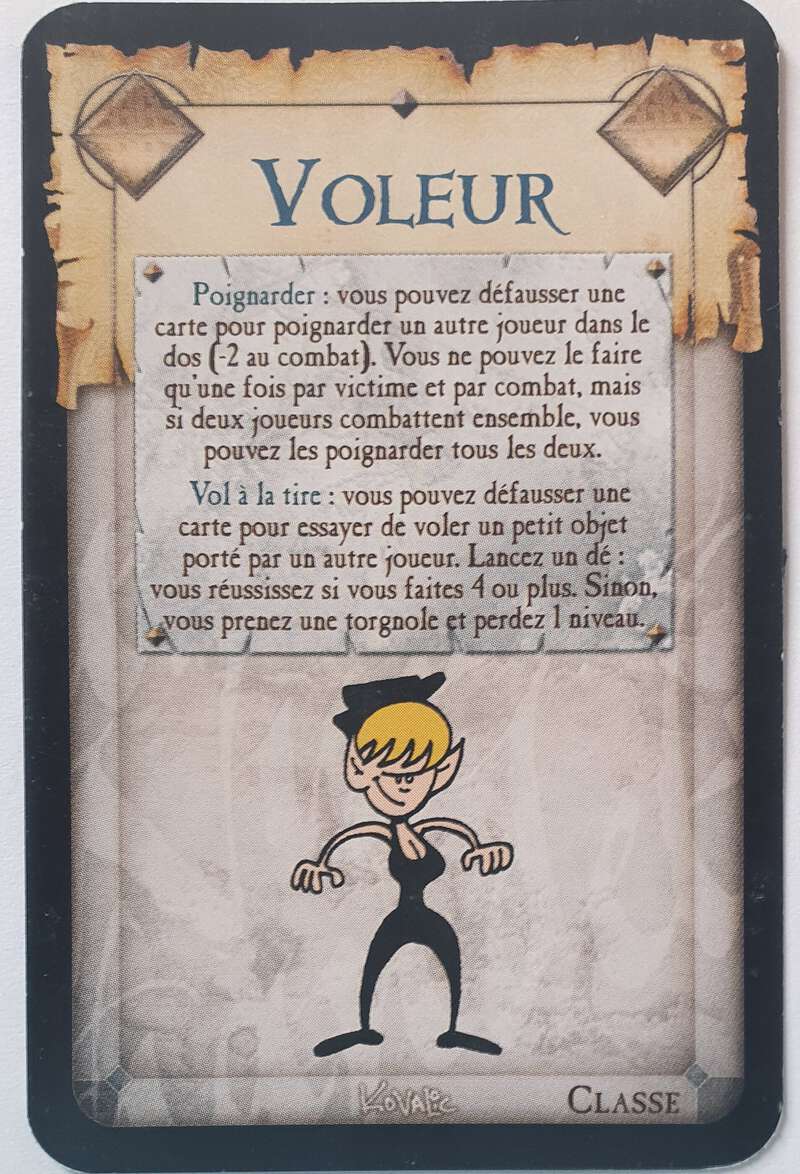 VOLEUR
Poignarder : vous pouvez défausser une
carte pour poignarder un autre joueur dans le
dos (-2 au combat). Vous ne pouvez le faire
qu'une fois par victime et par combat, mais
si deux joueurs combattent ensemble, vous
pouvez les poignarder tous les deux.
Vol à la tire : vous pouvez défausser une
carte pour essayer de voler un petit objet
porté par un autre joueur. Lancez un dé :
vous réussissez si vous faites 4 ou plus. Sinon,
vous prenez une torgnole et perdez 1 niveau.
KOVALIC
CLASSE